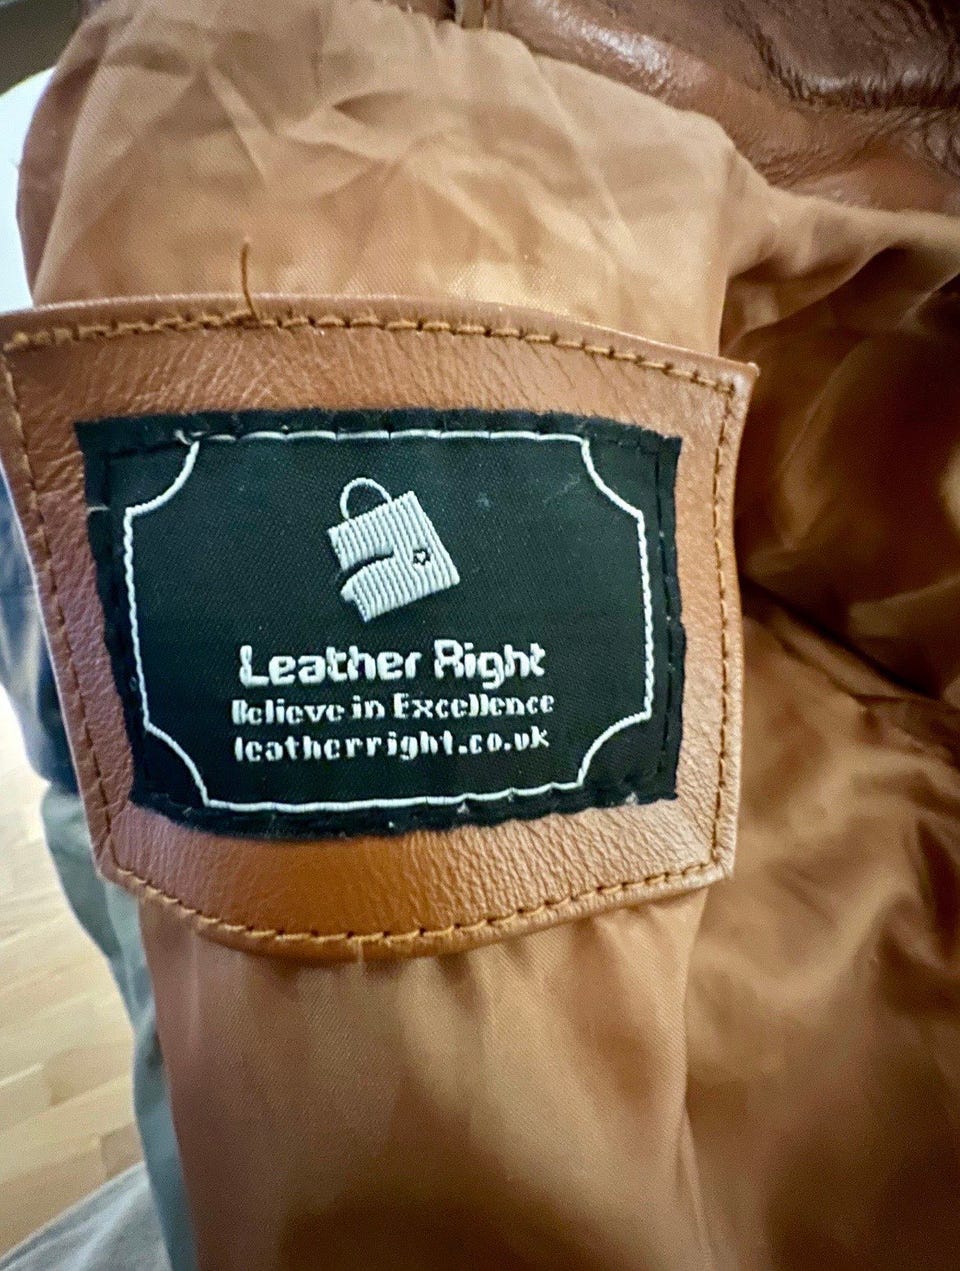 Leather Right
Believe in Excellence
leatherright.co.uk